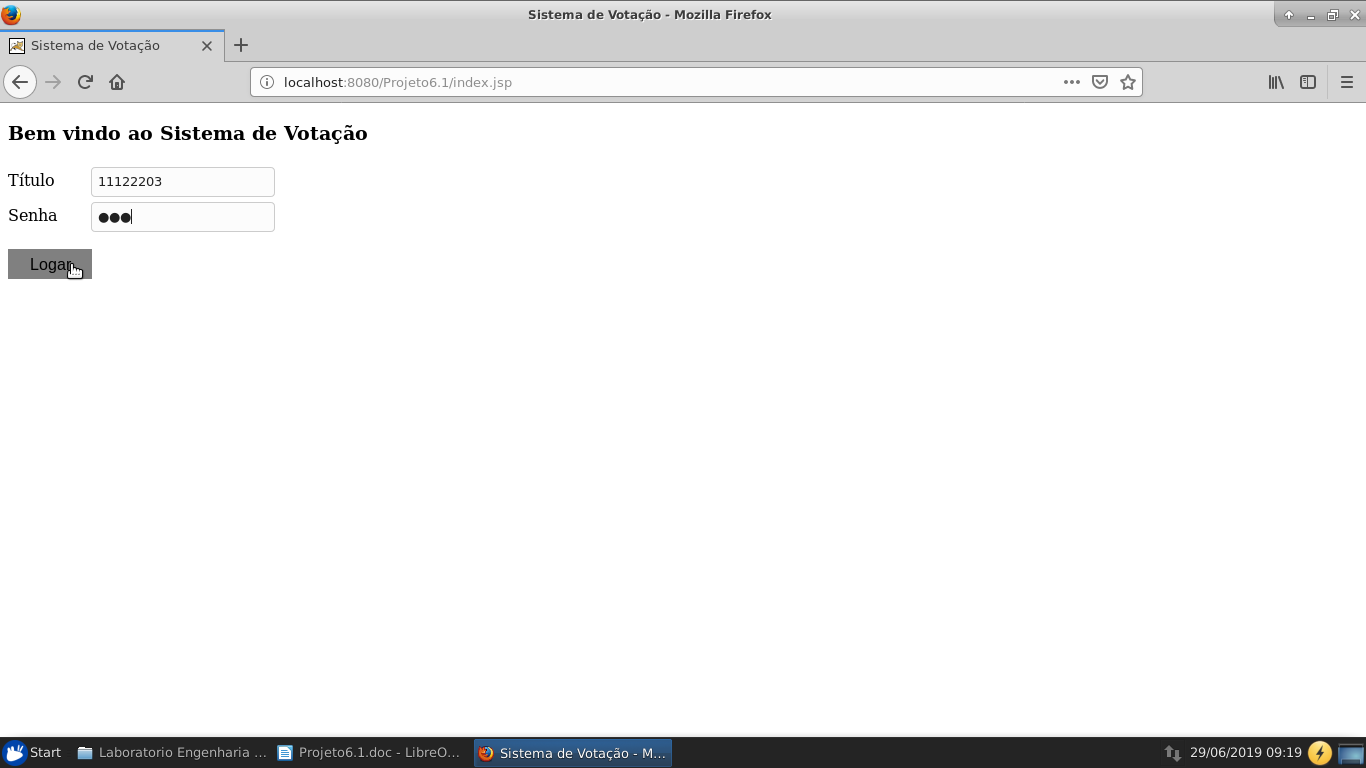 Sistema de Votação - Mozilla Firefox
Sistema de Votação
localhost:8080/Projeto6.1/index.jsp
Bem vindo ao Sistema de Votação
Título 11122203
Senha ●●●
Logar
Start Laboratorio Engenharia ... Projeto6.1.doc - LibreO... Sistema de Votação - M... 29/06/2019 09:19